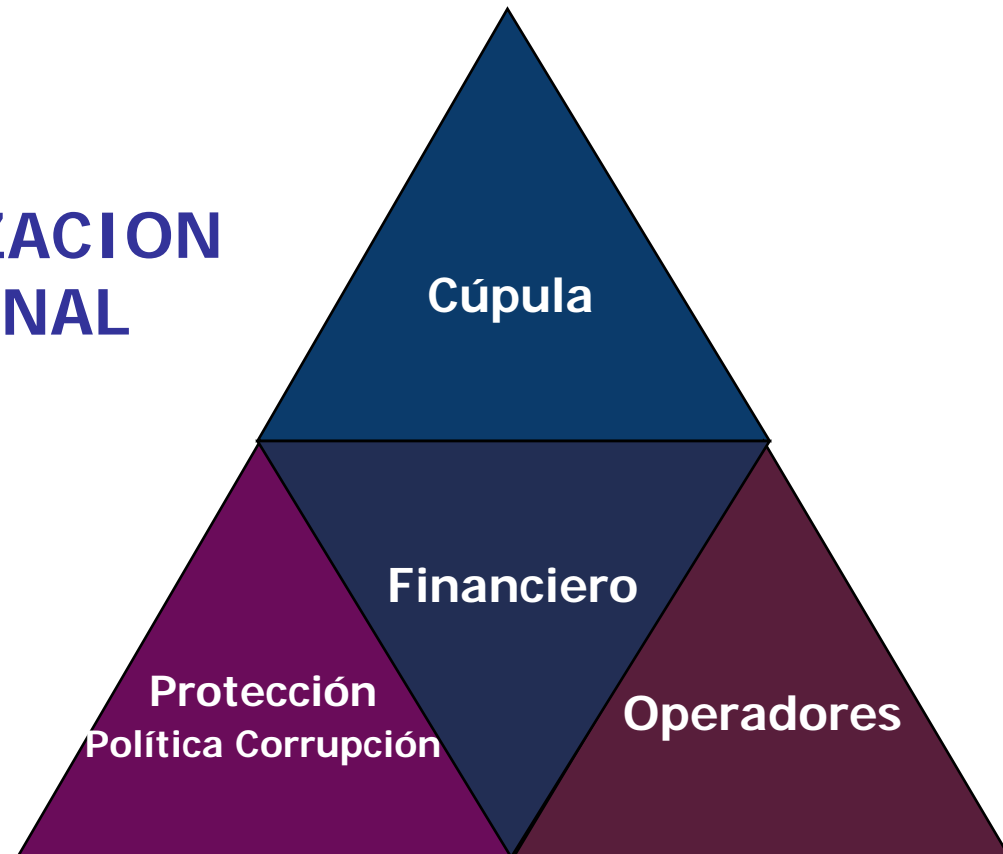 ZACION
NAL
Cúpula
Financiero
Protección
Política Corrupción
Operadores